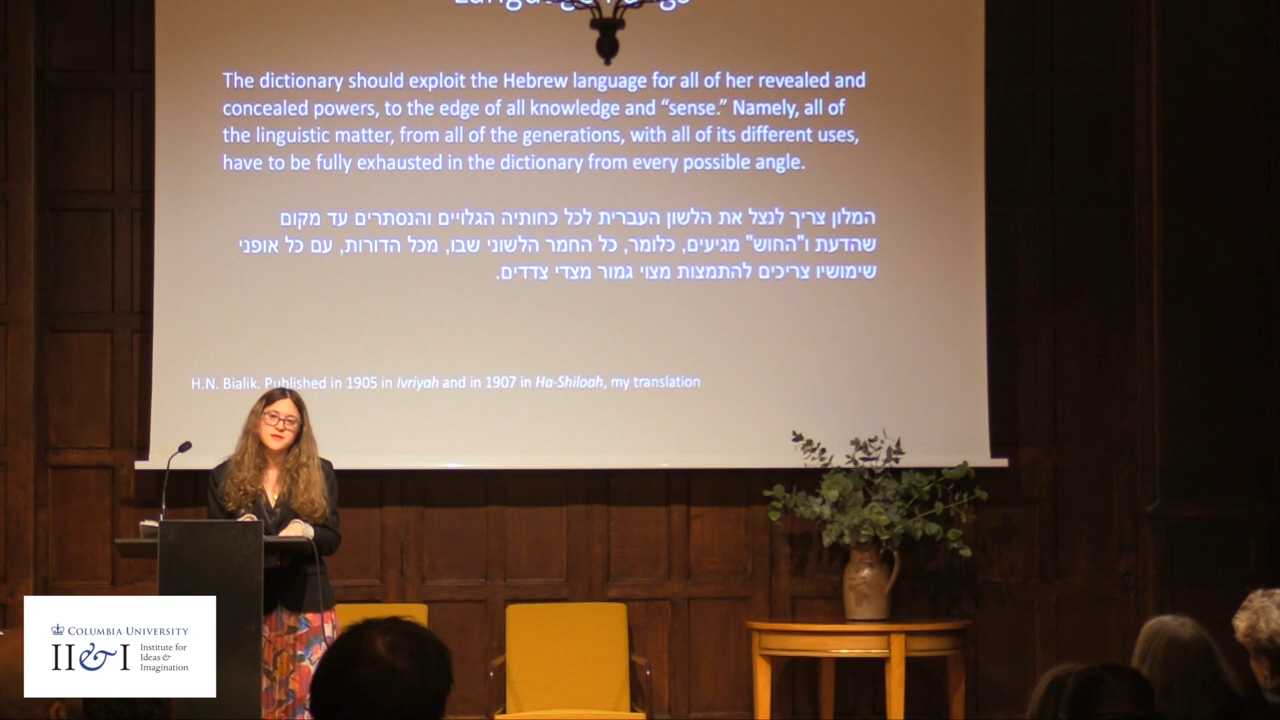 The dictionary should exploit the Hebrew language for all of her revealed and
concealed powers, to the edge of all knowledge and “sense.” Namely, all of
the linguistic matter, from all of the generations, with all of its different uses,
have to be fully exhausted in the dictionary from every possible angle.
המלון צריך לנצל את הלשון העברית לכל כחותיה הגלויים והנסתרים עד מקום
שהדעת ו"החוש" מגיעים, כלומר, כל החמר הלשוני שבו, מכל הדורות, עם כל אופני
שימושיו צריכים להתמצות מצוי גמור מצדי צדדים.
H.N. Bialik. Published in 1905 in Ivriyah and in 1907 in Ha-Shiloah, my translation
COLUMBIA UNIVERSITY
II&I
Institute for
Ideas &
Imagination